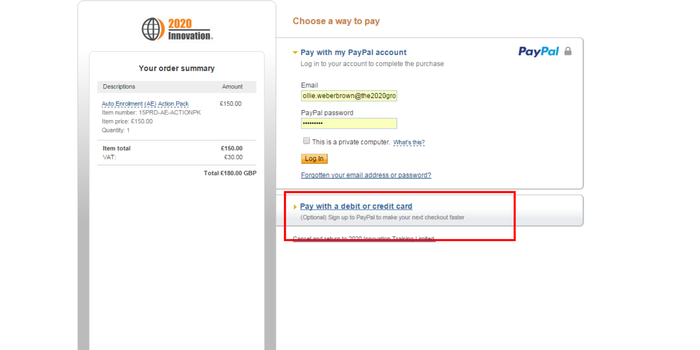 2020
Innovation
Your order summary
Descriptions Amount
Auto Enrolment (AE) Action Pack £150.00
Item number: 15PRD-AE-ACTIONPK
Item price: £150.00
Quantity: 1
Item total £150.00
VAT: £30.00
Total £180.00 GBP
Choose a way to pay
Pay with my PayPal account
PayPal
Log in to your account to complete the purchase
Email
ollie.weberbrown@the2020gro
PayPal password
•••••••••
This is a private computer. What's this?
Log In
Forgotten your email address or password?
Pay with a debit or credit card
(Optional) Sign up to PayPal to make your next checkout faster
Cancel and return to 2020 Innovation Training Limited.